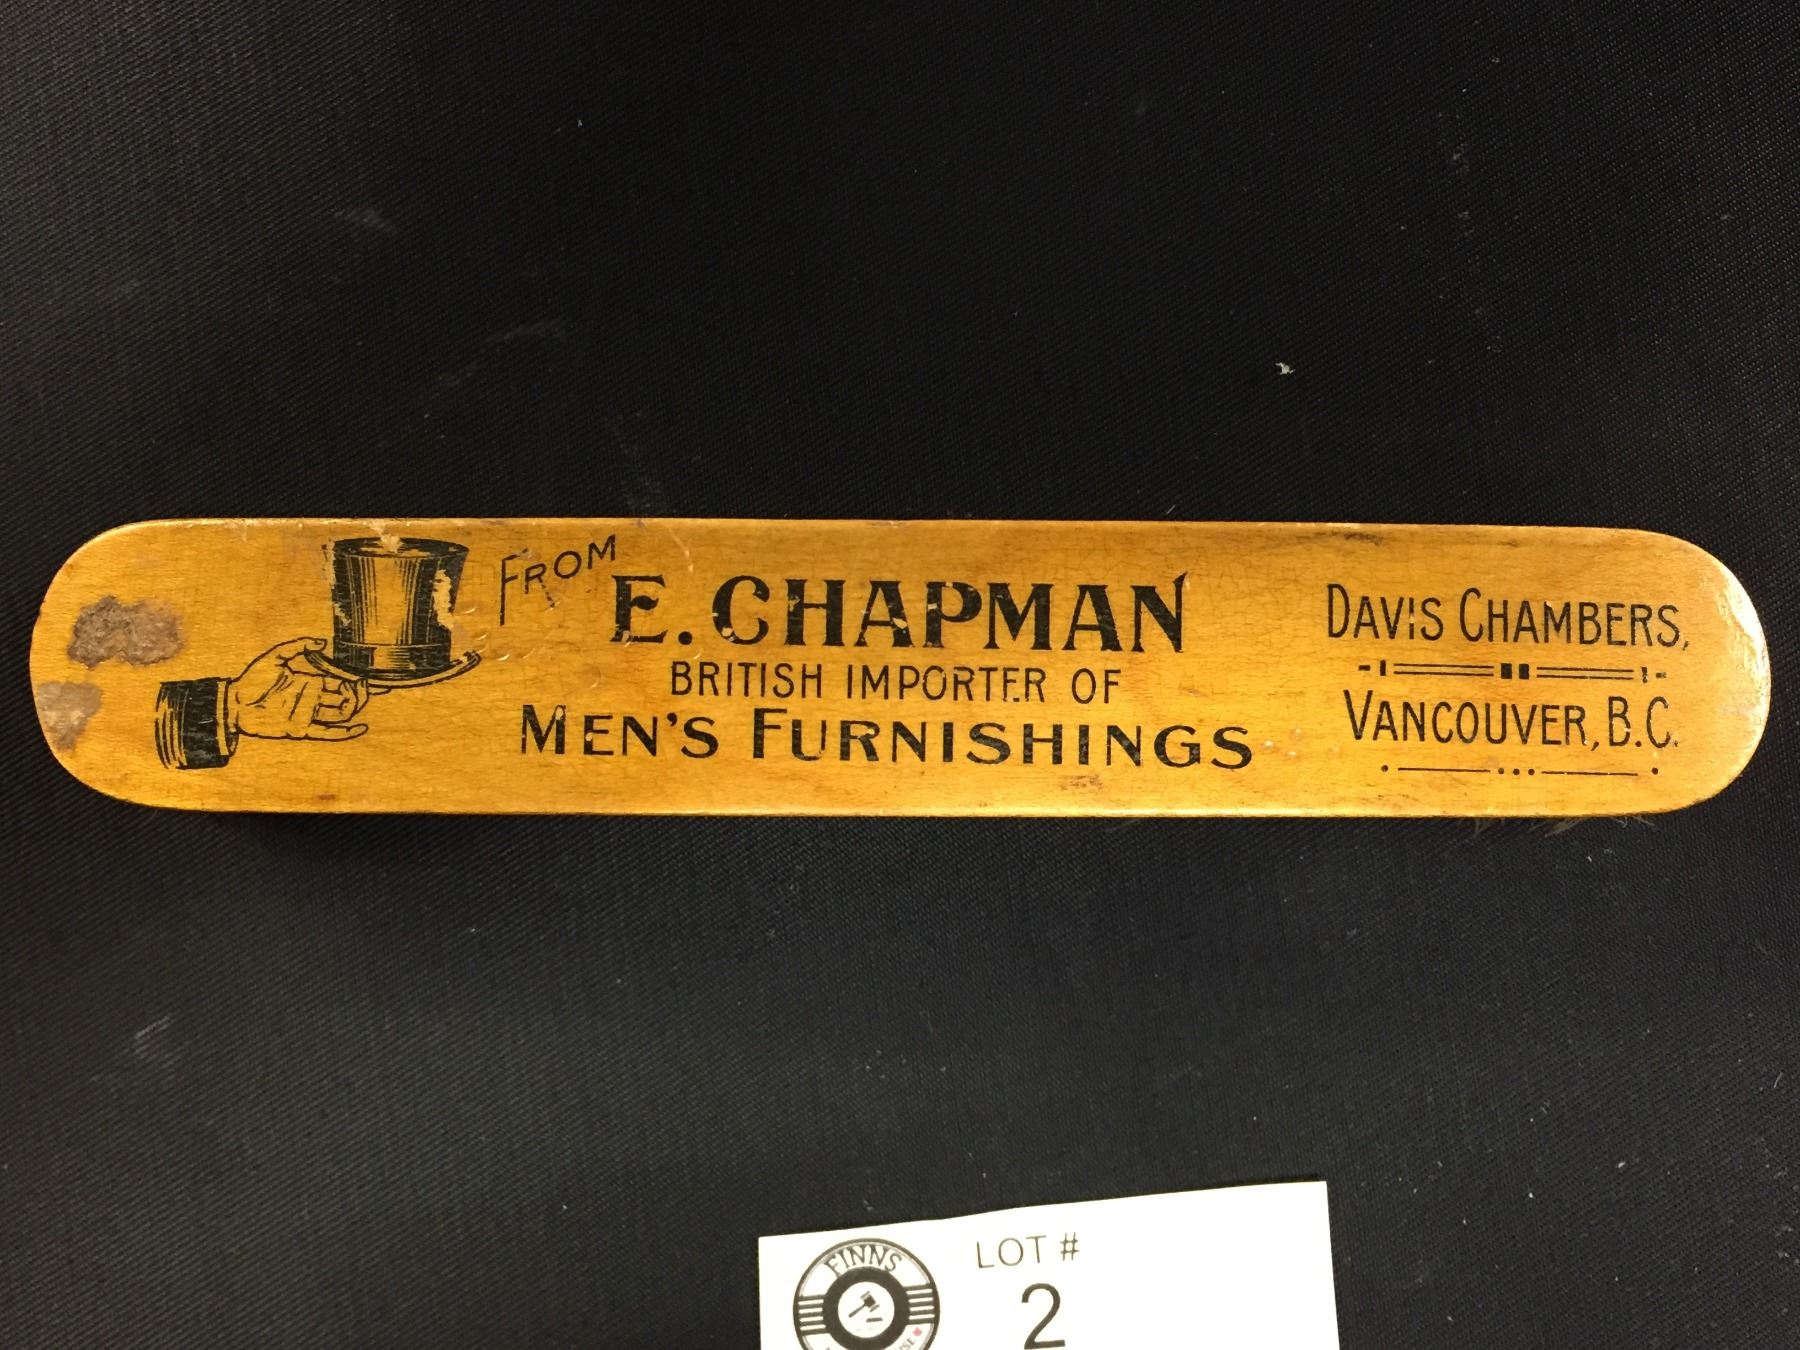 FROM
E. CHAPMAN
BRITISH IMPORTER OF
MEN'S FURNISHINGS
DAVIS CHAMBERS,
VANCOUVER, B.C.
FINNS
LOT #
2